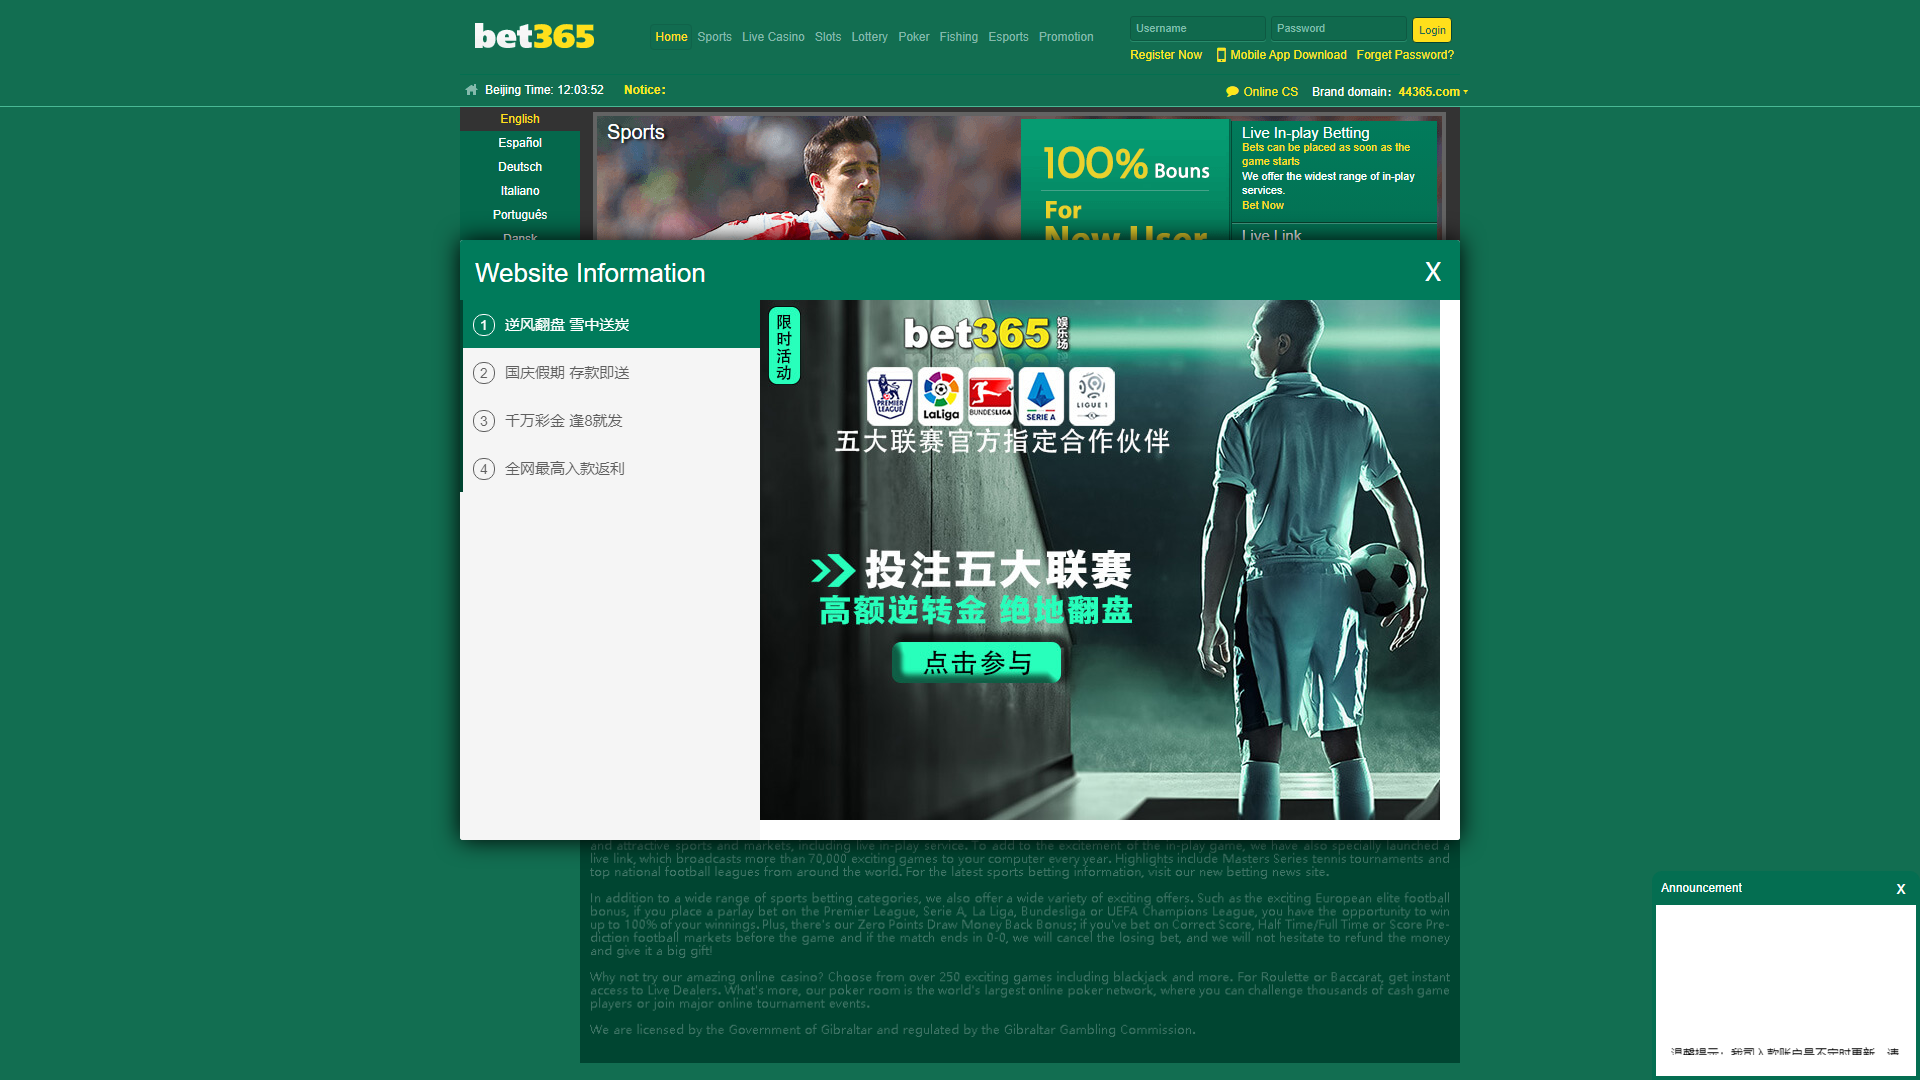 bet365
Home Sports Live Casino Slots Lottery Poker Fishing Esports Promotion
Username Password Login
Register Now Mobile App Download Forget Password?
Beijing Time: 12:03:52 Notice:
Online CS Brand domain: 44365.com
English
Español
Deutsch
Italiano
Português
Dansk
Sports
100% Bouns
For
New User
Live In-play Betting
Bets can be placed as soon as the
game starts
We offer the widest range of in-play
services.
Bet Now
Live Link
Website Information X
1 逆风翻盘 雪中送炭
2 国庆假期 存款即送
3 千万彩金 逢8就发
4 全网最高入款返利
限时活动
bet365 娱乐场
PREMIER LEAGUE
LaLiga
BUNDESLIGA
SERIE A
LIGUE 1
五大联赛官方指定合作伙伴
投注五大联赛
高额逆转金 绝地翻盘
点击参与
and attractive sports and markets, including live in-play service. To add to the excitement of the in-play game, we have also specially launched a
live link, which broadcasts more than 70,000 exciting games to your computer every year. Highlights include Masters Series tennis tournaments and
top national football leagues from around the world. For the latest sports betting information, visit our new betting news site.
In addition to a wide range of sports betting categories, we also offer a wide variety of exciting offers. Such as the exciting European elite football
bonus, if you place a parlay bet on the Premier League, Serie A, La Liga, Bundesliga or UEFA Champions League, you have the opportunity to win
up to 100% of your winnings. Plus, there's our Zero Points Draw Money Back Bonus; if you've bet on Correct Score, Half Time/Full Time or Score Pre-
diction football markets before the game and if the match ends in 0-0, we will cancel the losing bet, and we will not hesitate to refund the money
and give it a big gift!
Why not try our amazing online casino? Choose from over 250 exciting games including blackjack and more. For Roulette or Baccarat, get instant
access to Live Dealers. What's more, our poker room is the world's largest online poker network, where you can challenge thousands of cash game
players or join major online tournament events.
We are licensed by the Government of Gibraltar and regulated by the Gibraltar Gambling Commission.
Announcement X
温馨提示：我司入款账户是不定时更新，请